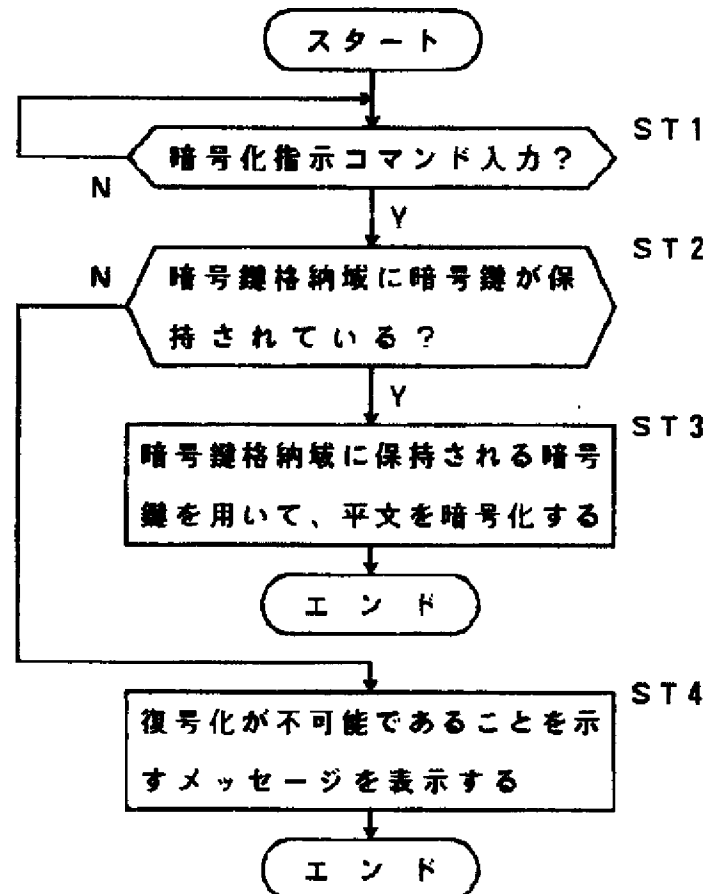 スタート
ST1
暗号化指示コマンド入力?
N
Y
ST2
N
暗号鍵格納域に暗号鍵が保
持されている?
Y
ST3
暗号鍵格納域に保持される暗号
鍵を用いて、平文を暗号化する
エンド
ST4
復号化が不可能であることを示
すメッセージを表示する
エンド